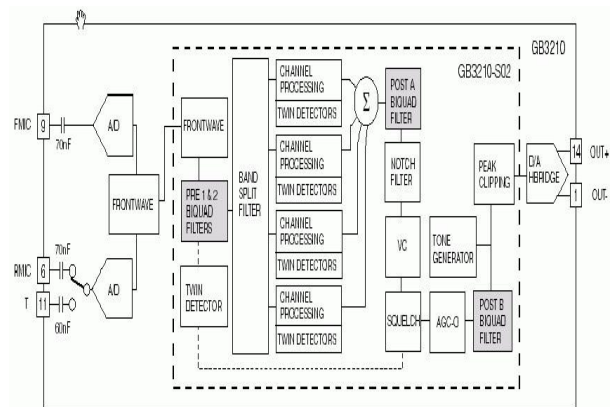 GB3210
GB3210-S02
FMIC
9
70nF
A/D
FRONTWAVE
RMIC
6
70nF
T
11
60nF
A/D
FRONTWAVE
PRE 1 & 2
BIQUAD
FILTERS
TWIN
DETECTOR
BAND
SPLIT
FILTER
CHANNEL
PROCESSING
TWIN DETECTORS
CHANNEL
PROCESSING
TWIN DETECTORS
CHANNEL
PROCESSING
TWIN DETECTORS
CHANNEL
PROCESSING
TWIN DETECTORS
Σ
POST A
BIQUAD
FILTER
NOTCH
FILTER
VC
SQUELCH
AGC-O
TONE
GENERATOR
POST B
BIQUAD
FILTER
PEAK
CLIPPING
D/A
HBRIDGE
14
OUT+
1
OUT-